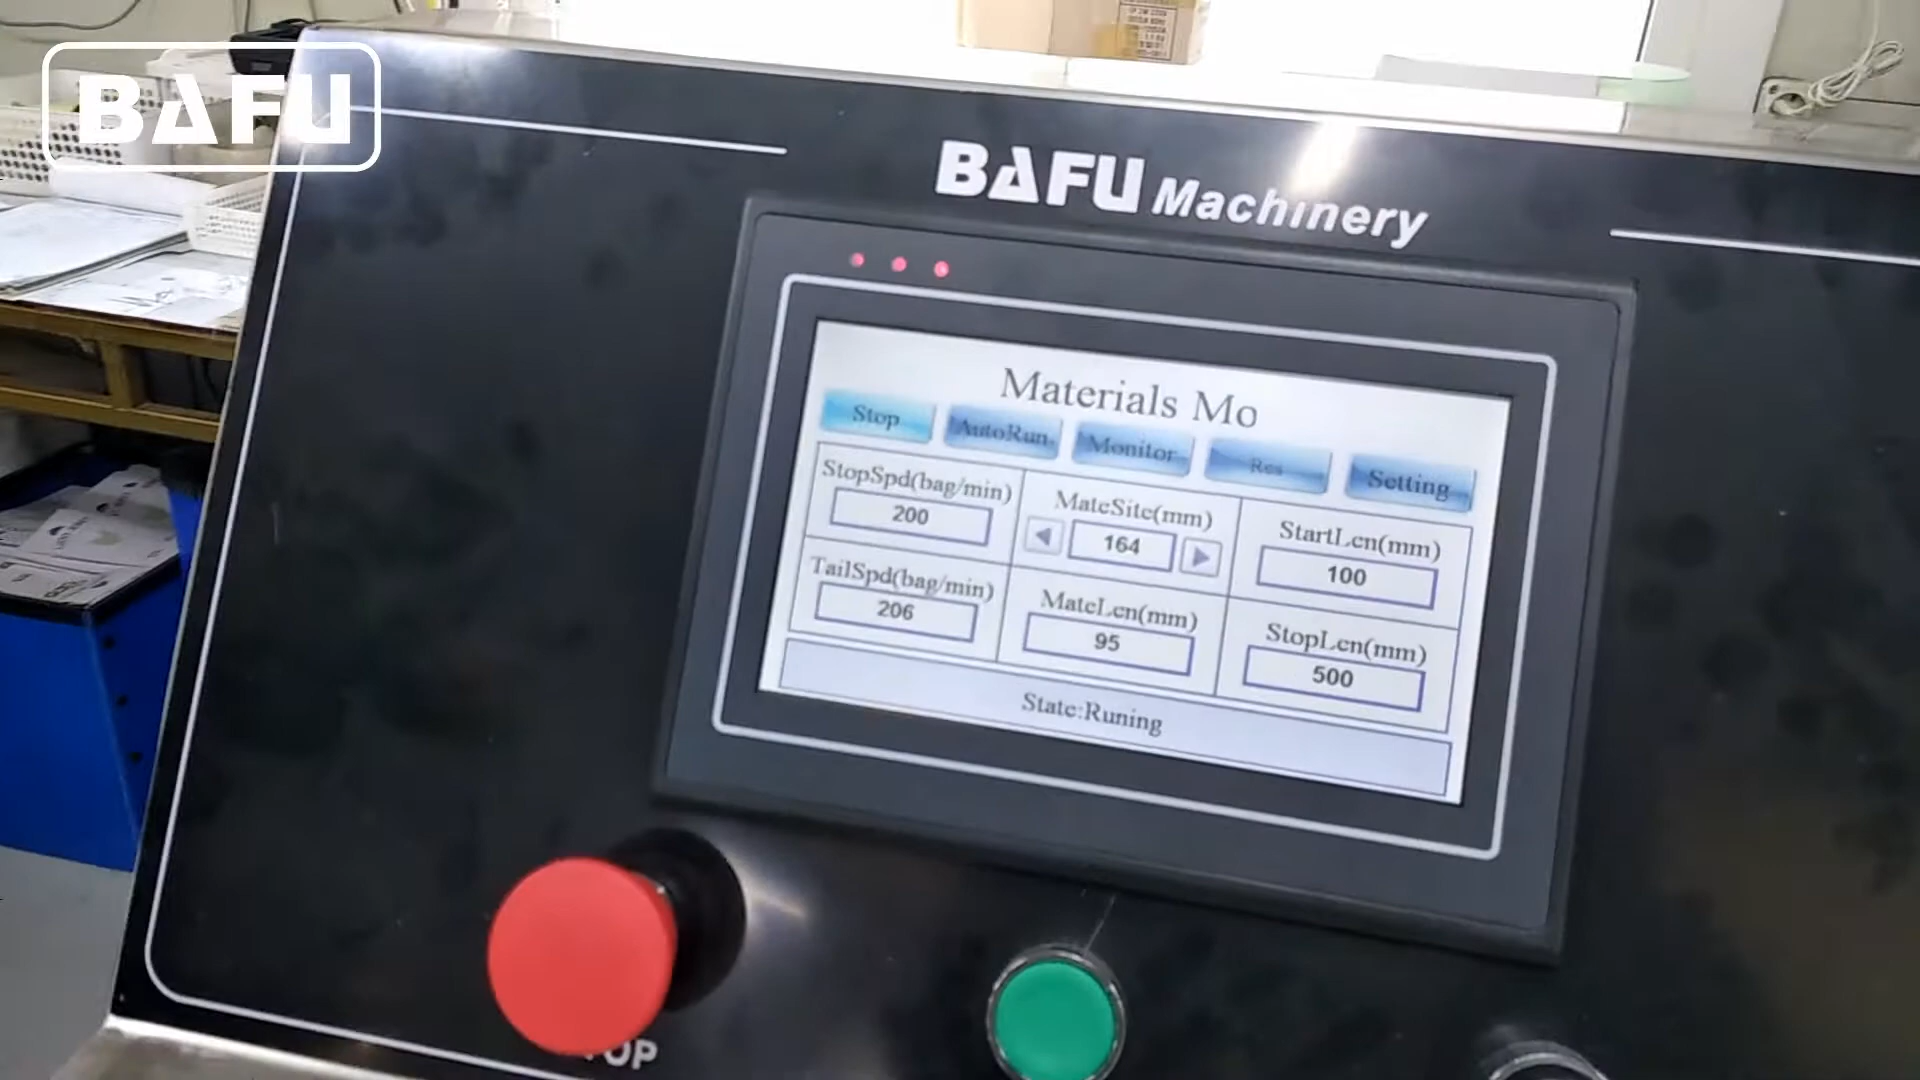 BAFU
BAFU Machinery
Materials Mo
Stop AutoRun Monitor Res Setting
StopSpd(bag/min) MateSite(mm) StartLen(mm)
200 164 100
TailSpd(bag/min) MateLen(mm) StopLen(mm)
206 95 500
State:Runing
OP